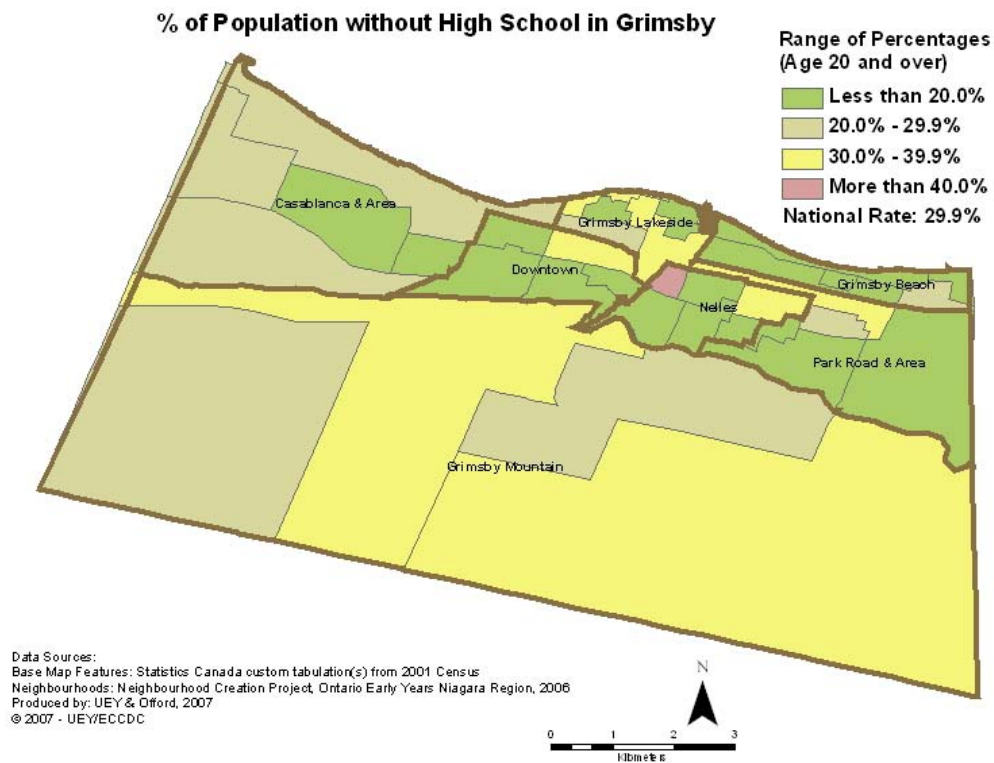 % of Population without High School in Grimsby
Range of Percentages
(Age 20 and over)
Less than 20.0%
20.0% - 29.9%
30.0% - 39.9%
More than 40.0%
National Rate: 29.9%
Casablanca & Area
Grimsby Lakeside
Downtown
Grimsby Beach
Nelles
Park Road & Area
Grimsby Mountain
Data Sources:
Base Map Features: Statistics Canada custom tabulation(s) from 2001 Census
Neighbourhoods: Neighbourhood Creation Project, Ontario Early Years Niagara Region, 2006
Produced by: UEY & Offord, 2007
© 2007 - UEY/ECCDC
N
0 1 2 3
Kilometers